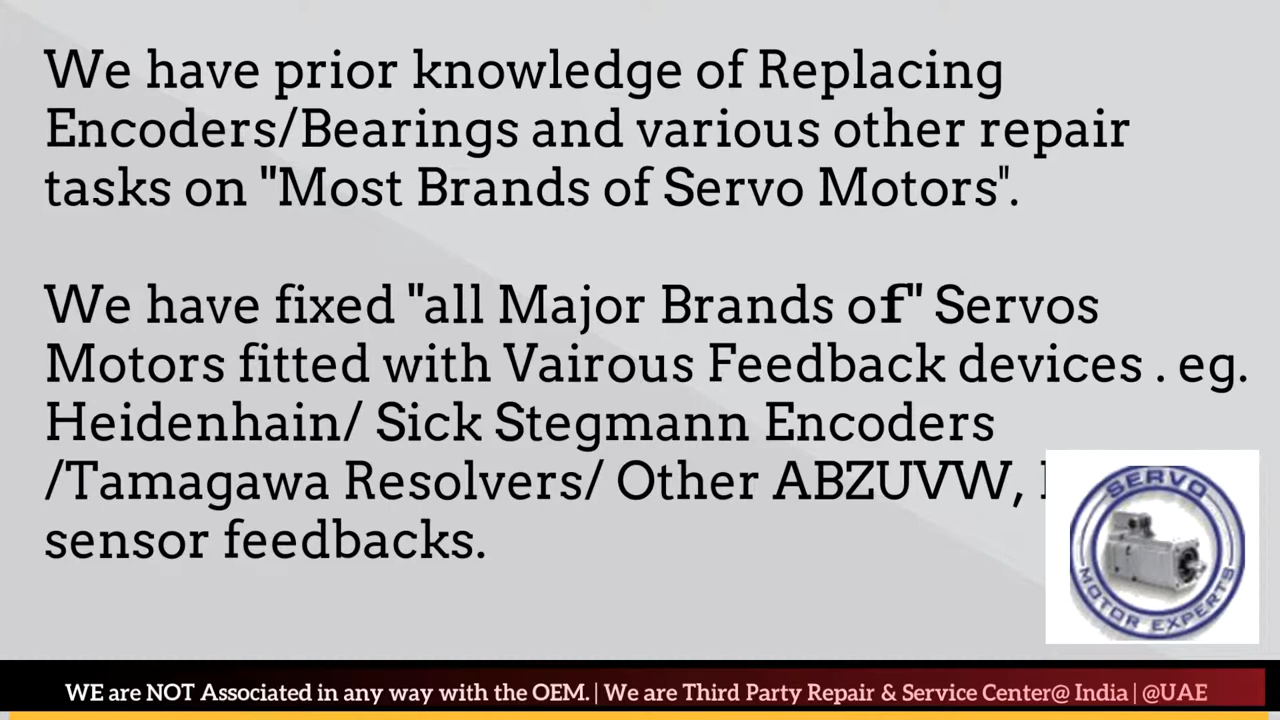 We have prior knowledge of Replacing
Encoders/Bearings and various other repair
tasks on "Most Brands of Servo Motors".
We have fixed "all Major Brands of" Servos
Motors fitted with Vairous Feedback devices . eg.
Heidenhain/ Sick Stegmann Encoders
/Tamagawa Resolvers/ Other ABZUVW,
sensor feedbacks.
SERVO
MOTOR EXPERTS
WE are NOT Associated in any way with the OEM. | We are Third Party Repair & Service Center@ India | @UAE